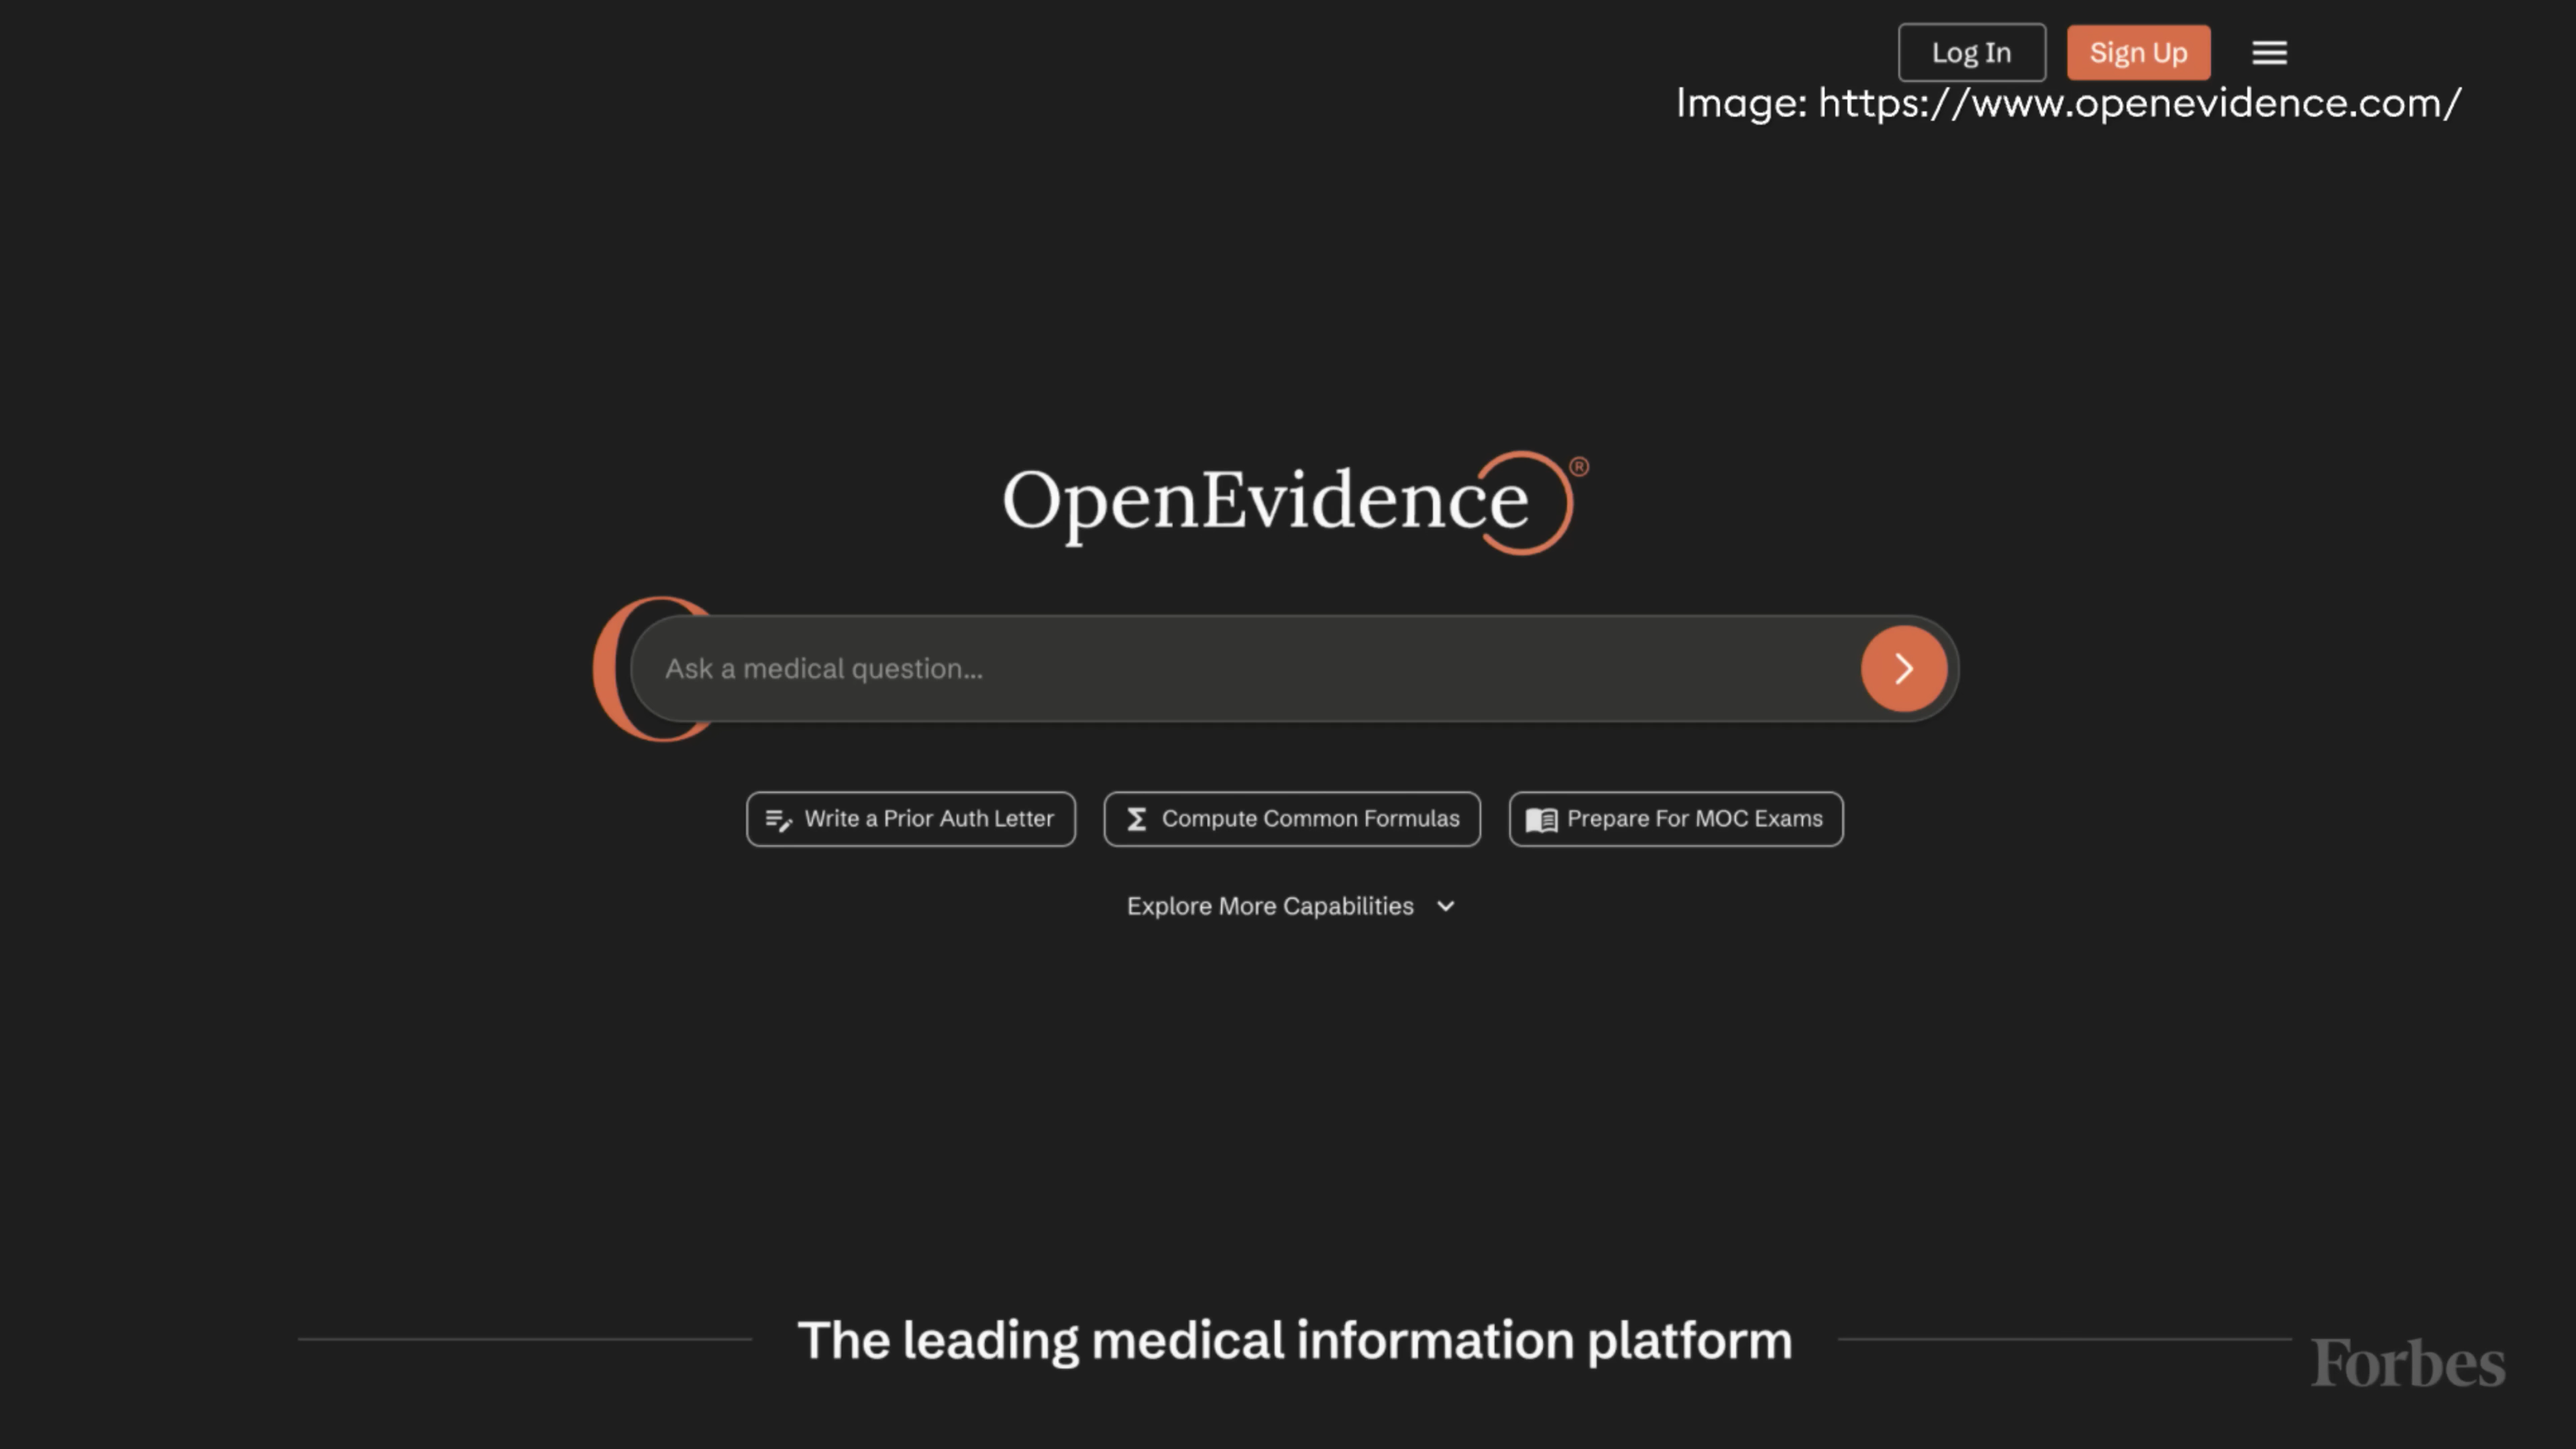 Log In Sign Up
Image: https://www.openevidence.com/
OpenEvidence®
Ask a medical question...
Write a Prior Auth Letter Compute Common Formulas Prepare For MOC Exams
Explore More Capabilities
The leading medical information platform
Forbes